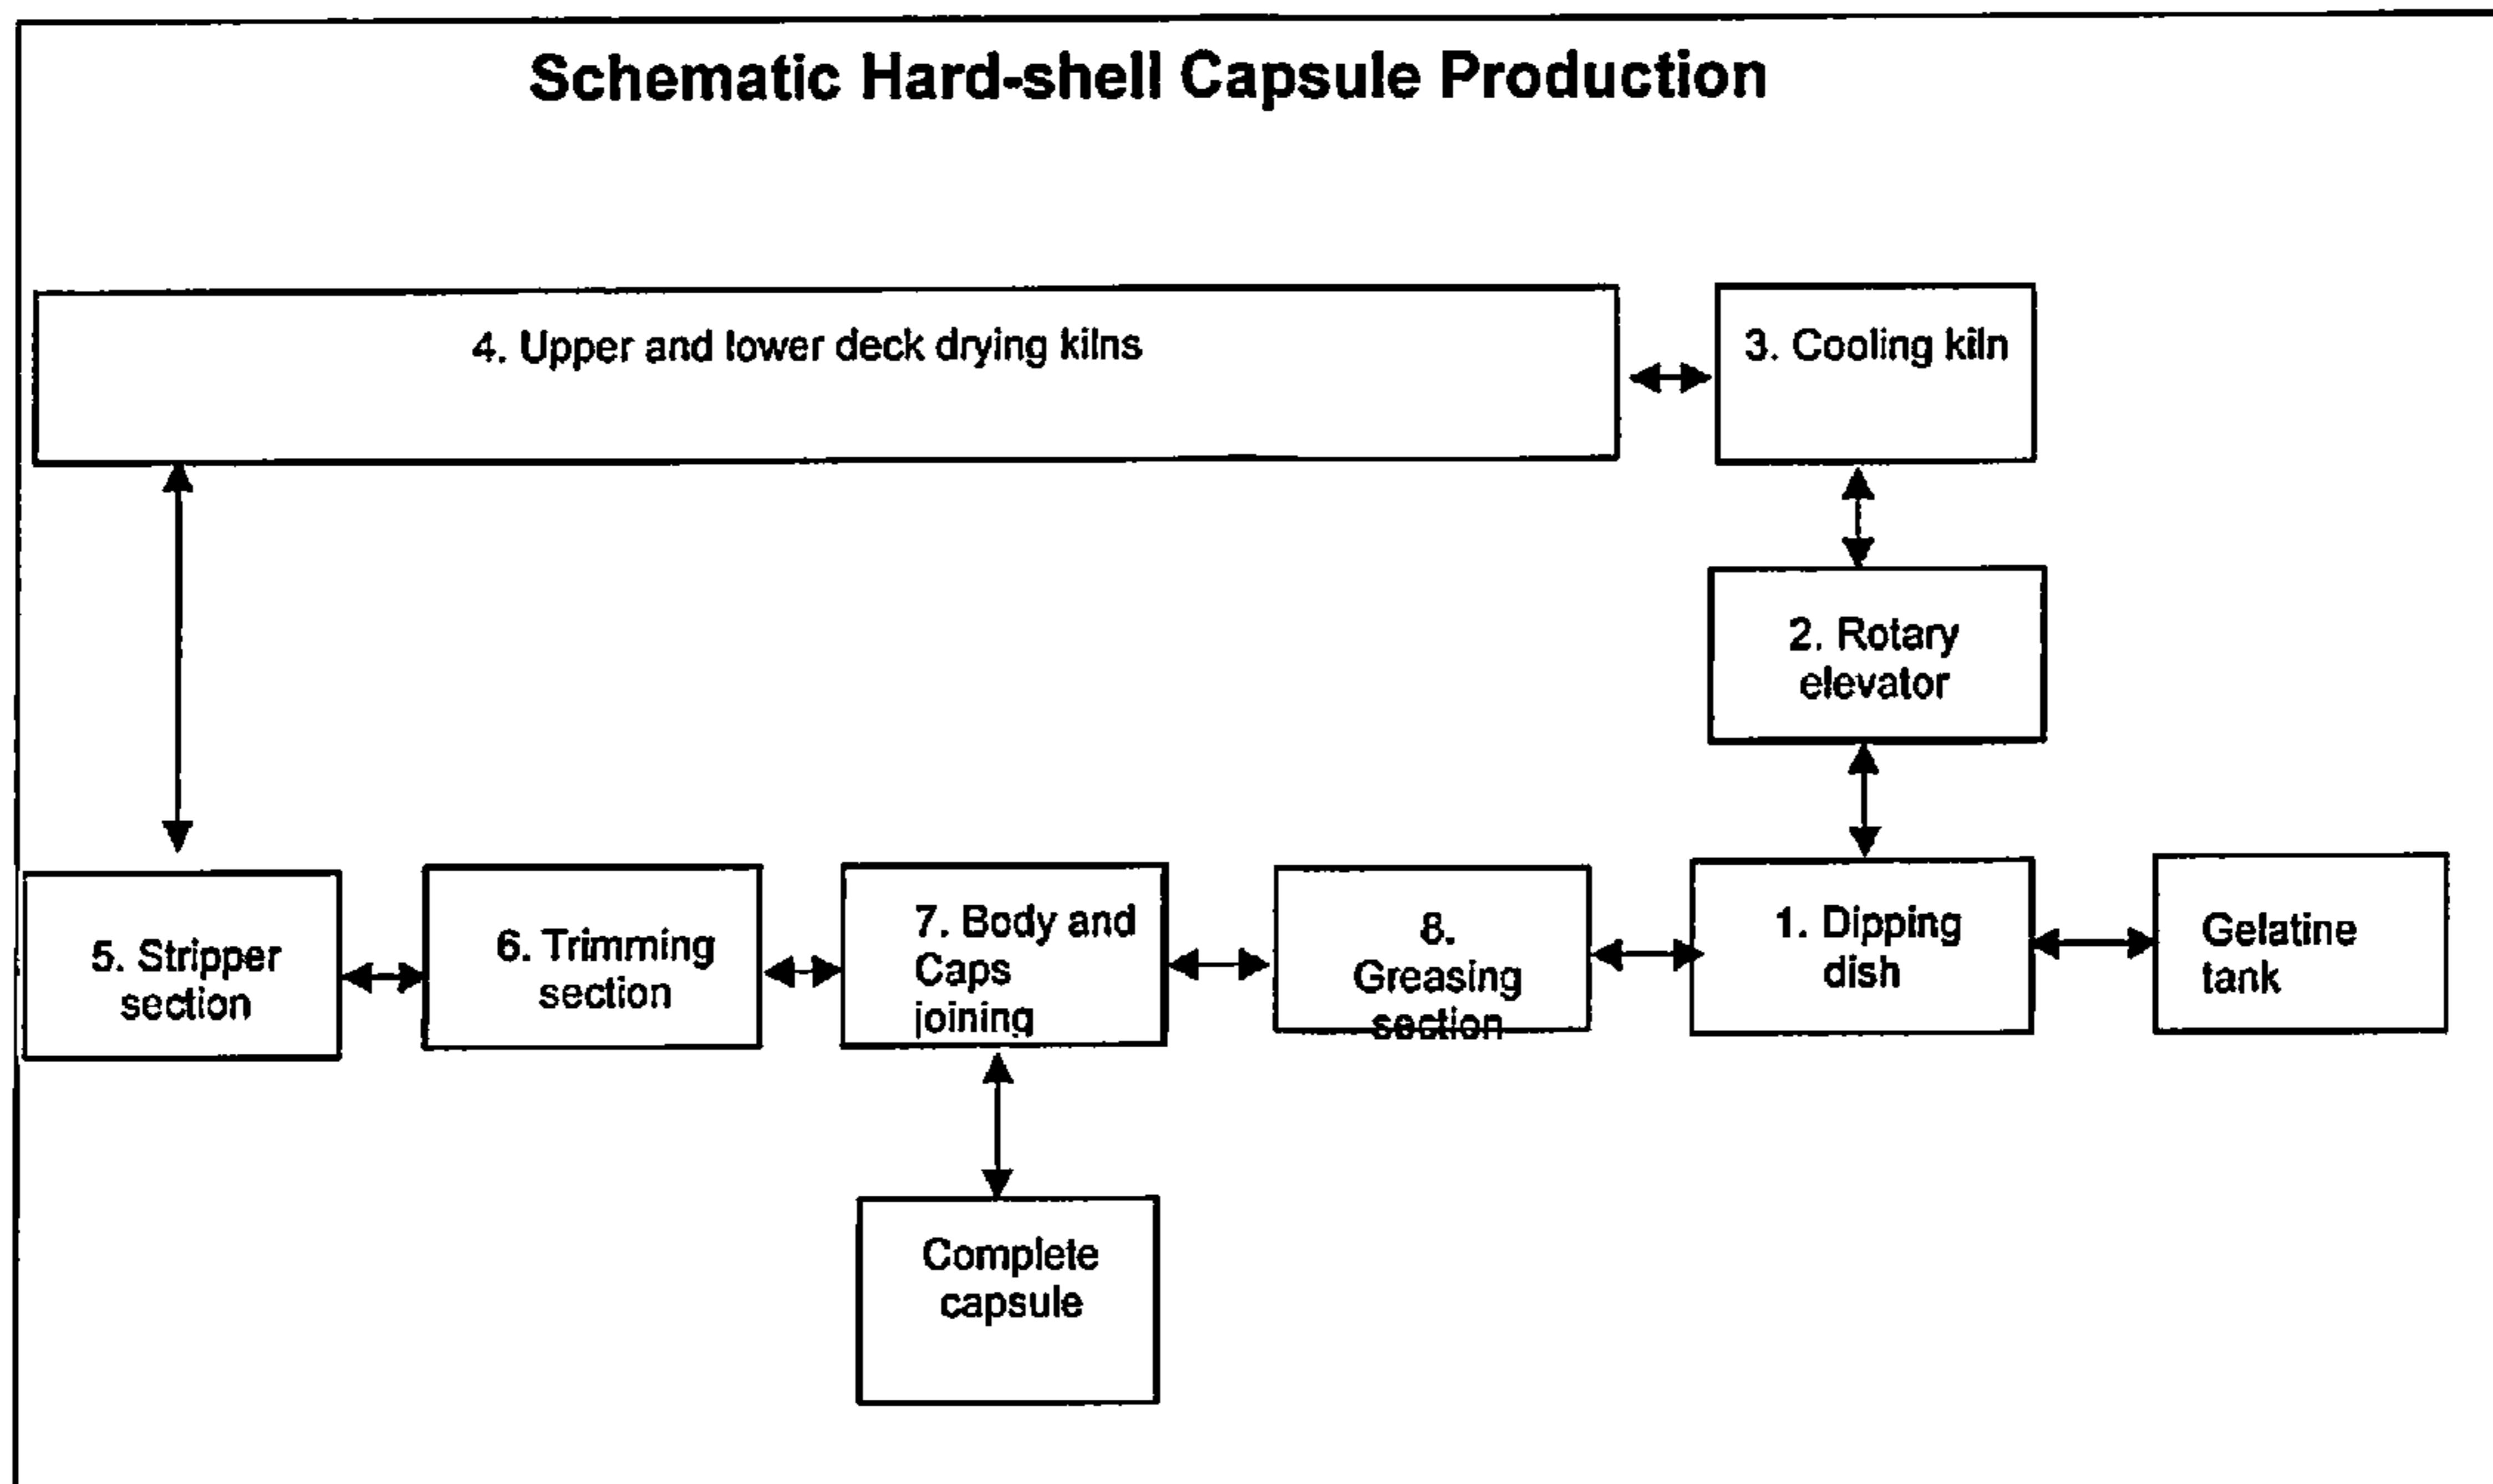 Schematic Hard-shell Capsule Production
4. Upper and lower deck drying kilns
3. Cooling kiln
2. Rotary
elevator
5. Stripper
section
6. Trimming
section
7. Body and
Caps
joining
8.
Greasing
section
1. Dipping
dish
Gelatine
tank
Complete
capsule